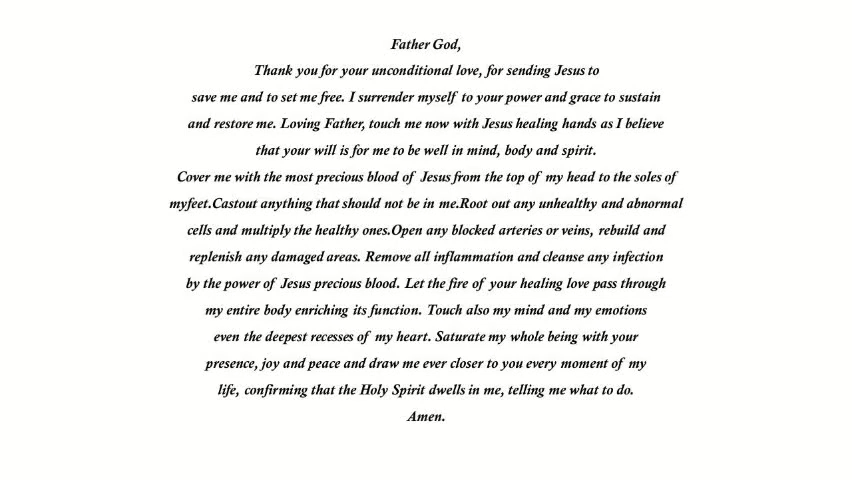 Father God,
Thank you for your unconditional love, for sending Jesus to
save me and to set me free. I surrender myself to your power and grace to sustain
and restore me. Loving Father, touch me now with Jesus healing hands as I believe
that your will is for me to be well in mind, body and spirit.
Cover me with the most precious blood of Jesus from the top of my head to the soles of
myfeet.Castout anything that should not be in me.Root out any unhealthy and abnormal
cells and multiply the healthy ones.Open any blocked arteries or veins, rebuild and
replenish any damaged areas. Remove all inflammation and cleanse any infection
by the power of Jesus precious blood. Let the fire of your healing love pass through
my entire body enriching its function. Touch also my mind and my emotions
even the deepest recesses of my heart. Saturate my whole being with your
presence, joy and peace and draw me ever closer to you every moment of my
life, confirming that the Holy Spirit dwells in me, telling me what to do.
Amen.